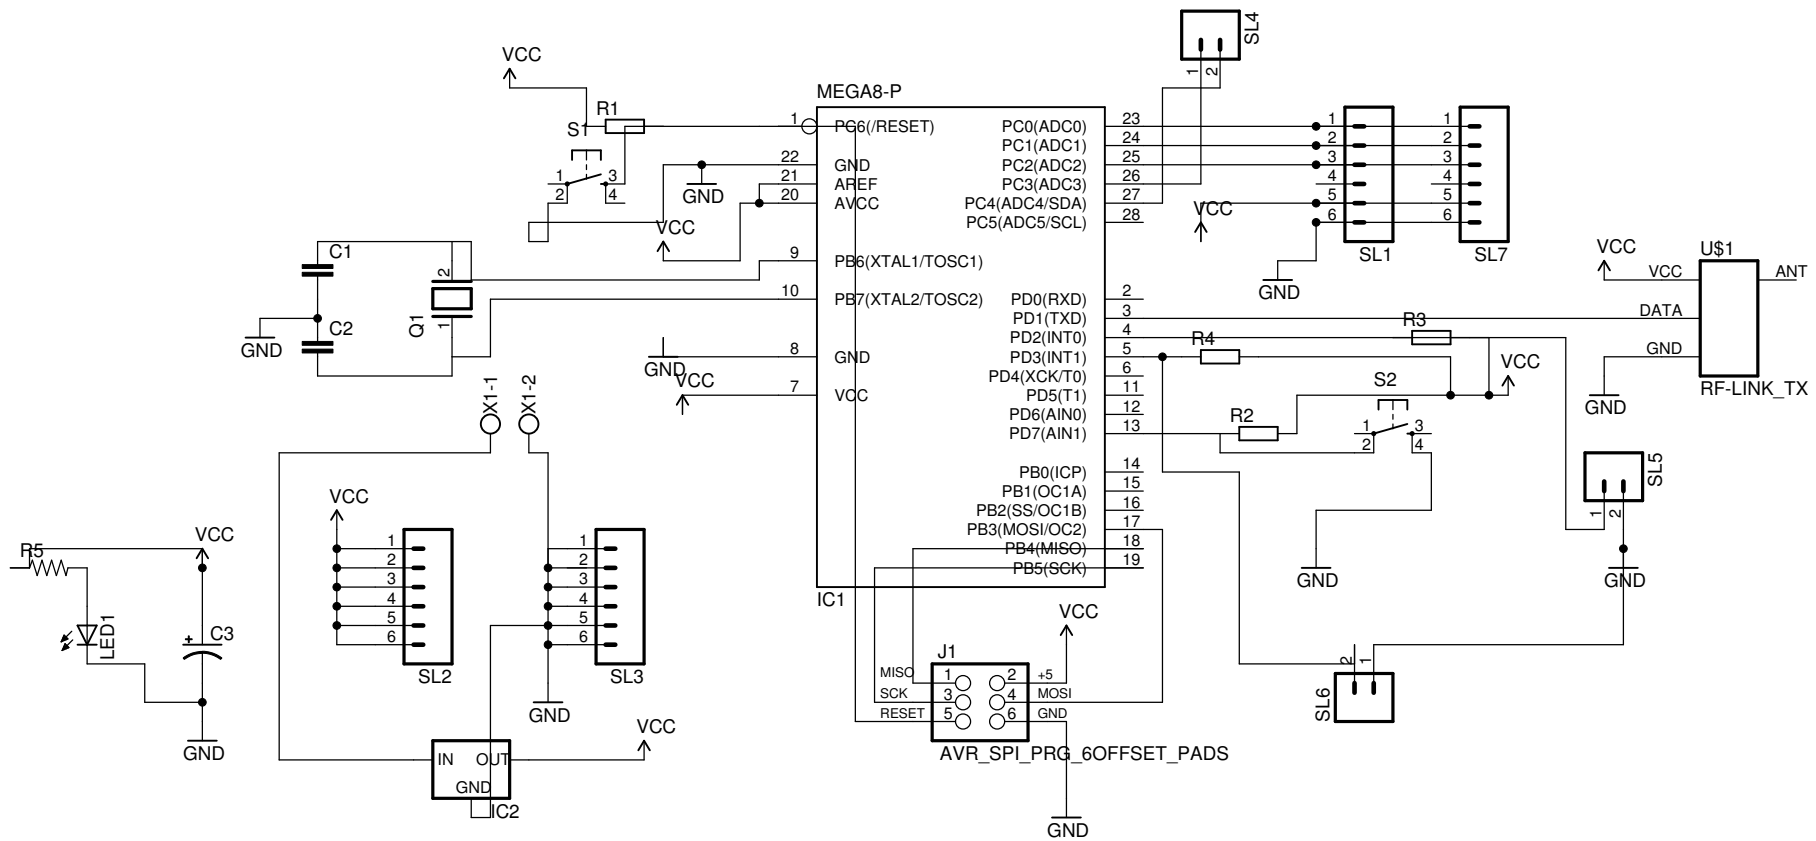 SL4
1
2
VCC
R1
S1
1
3
2
4
MEGA8-P
1
PC6(/RESET)
22
GND
21
AREF
20
AVCC
9
PB6(XTAL1/TOSC1)
10
PB7(XTAL2/TOSC2)
8
GND
7
VCC
PC0(ADC0)
23
PC1(ADC1)
24
PC2(ADC2)
25
PC3(ADC3)
26
PC4(ADC4/SDA)
27
PC5(ADC5/SCL)
28
PD0(RXD)
2
PD1(TXD)
3
PD2(INT0)
4
PD3(INT1)
5
PD4(XCK/T0)
6
PD5(T1)
11
PD6(AIN0)
12
PD7(AIN1)
13
PB0(ICP)
14
PB1(OC1A)
15
PB2(SS/OC1B)
16
PB3(MOSI/OC2)
17
PB4(MISO)
18
PB5(SCK)
19
IC1
GND
VCC
GND
VCC
C1
C2
GND
Q1
2
1
VCC
1
2
3
4
5
6
SL1
1
2
3
4
5
6
SL7
GND
VCC
U$1
VCC
ANT
DATA
GND
RF-LINK_TX
GND
R3
R4
VCC
S2
R2
1
3
2
4
GND
SL5
1
2
GND
2
1
SL6
X1-1
X1-2
VCC
1
2
3
4
5
6
SL2
1
2
3
4
5
6
SL3
GND
R5
VCC
LED1
C3
+
GND
IN
OUT
GND
IC2
VCC
VCC
J1
MISO
1
2
+5
SCK
3
4
MOSI
RESET
5
6
GND
AVR_SPI_PRG_6OFFSET_PADS
GND